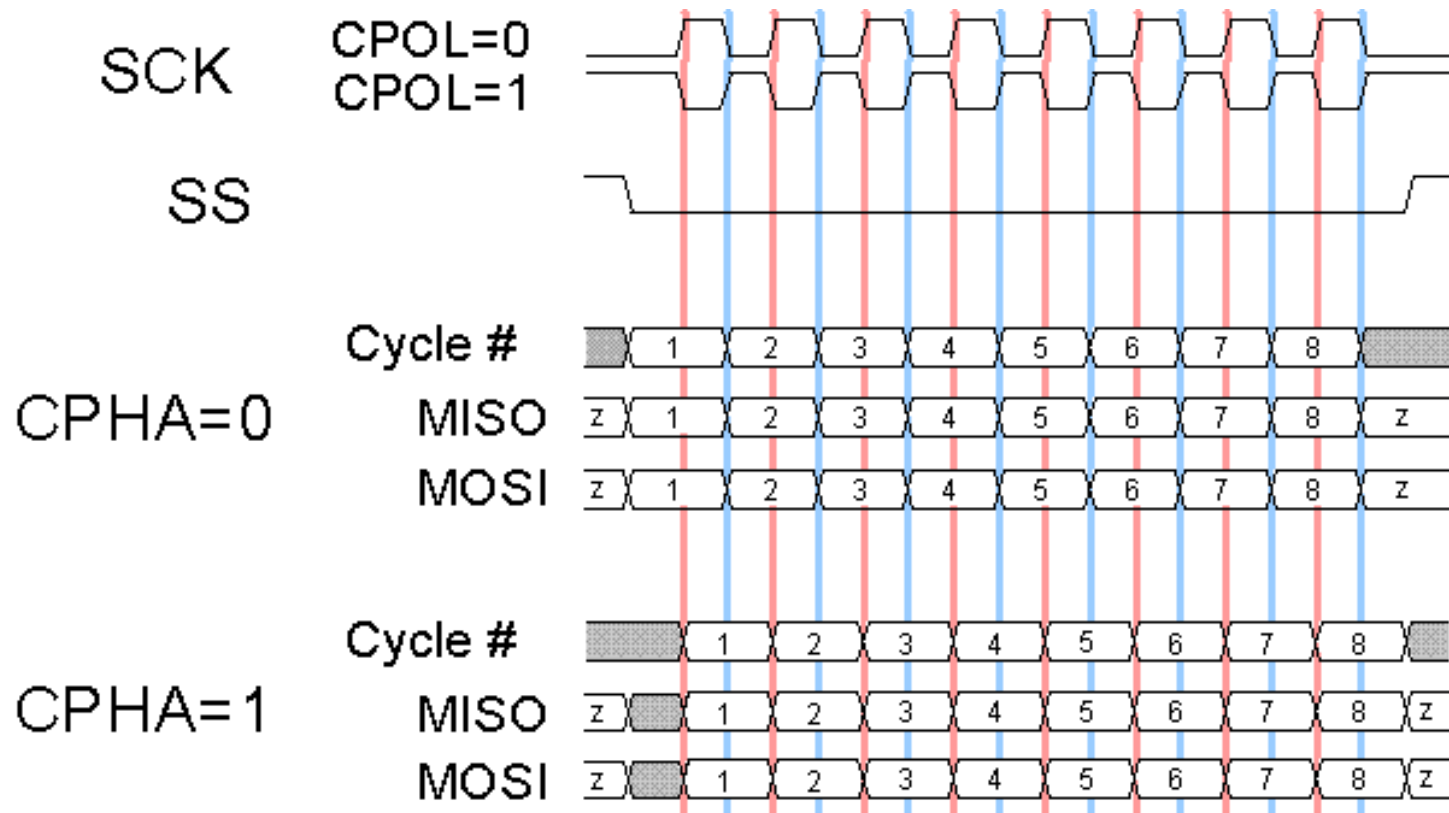 SCK CPOL=0
CPOL=1
SS
Cycle # 1 2 3 4 5 6 7 8
CPHA=0 MISO z 1 2 3 4 5 6 7 8 z
MOSI z 1 2 3 4 5 6 7 8 z
Cycle # 1 2 3 4 5 6 7 8
CPHA=1 MISO z 1 2 3 4 5 6 7 8 z
MOSI z 1 2 3 4 5 6 7 8 z